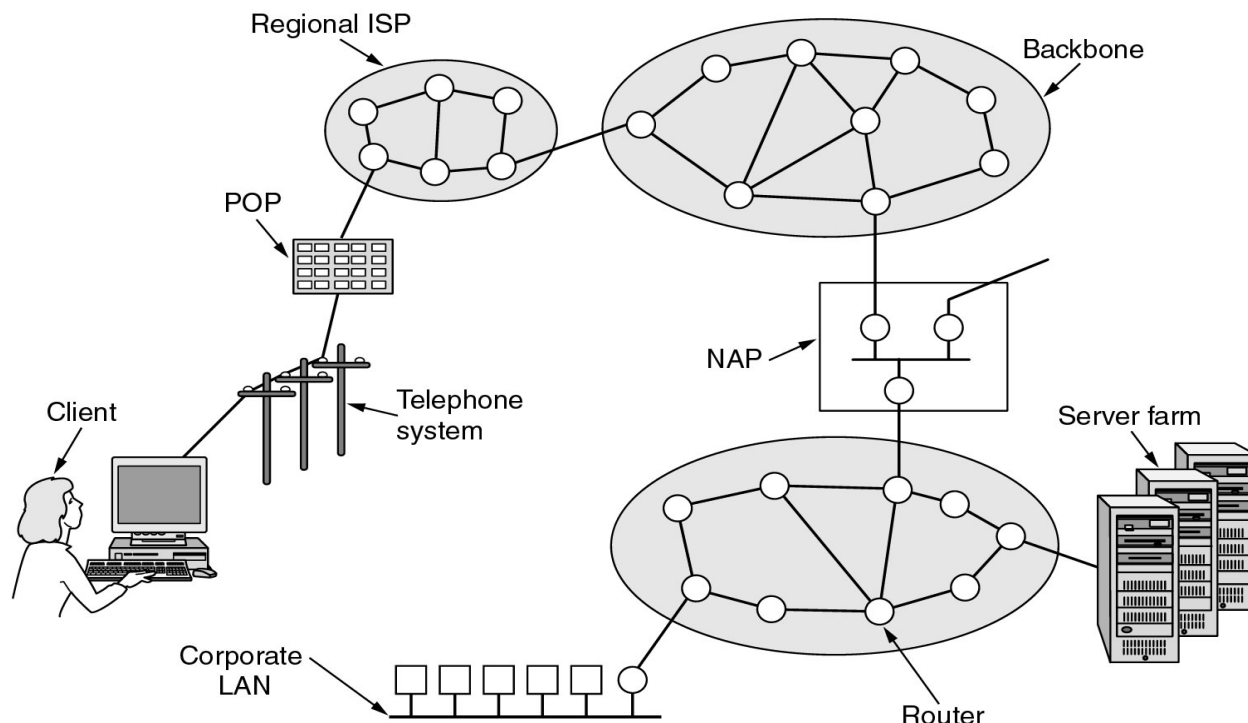 Regional ISP
Backbone
POP
NAP
Telephone
system
Client
Server farm
Corporate
LAN
Router